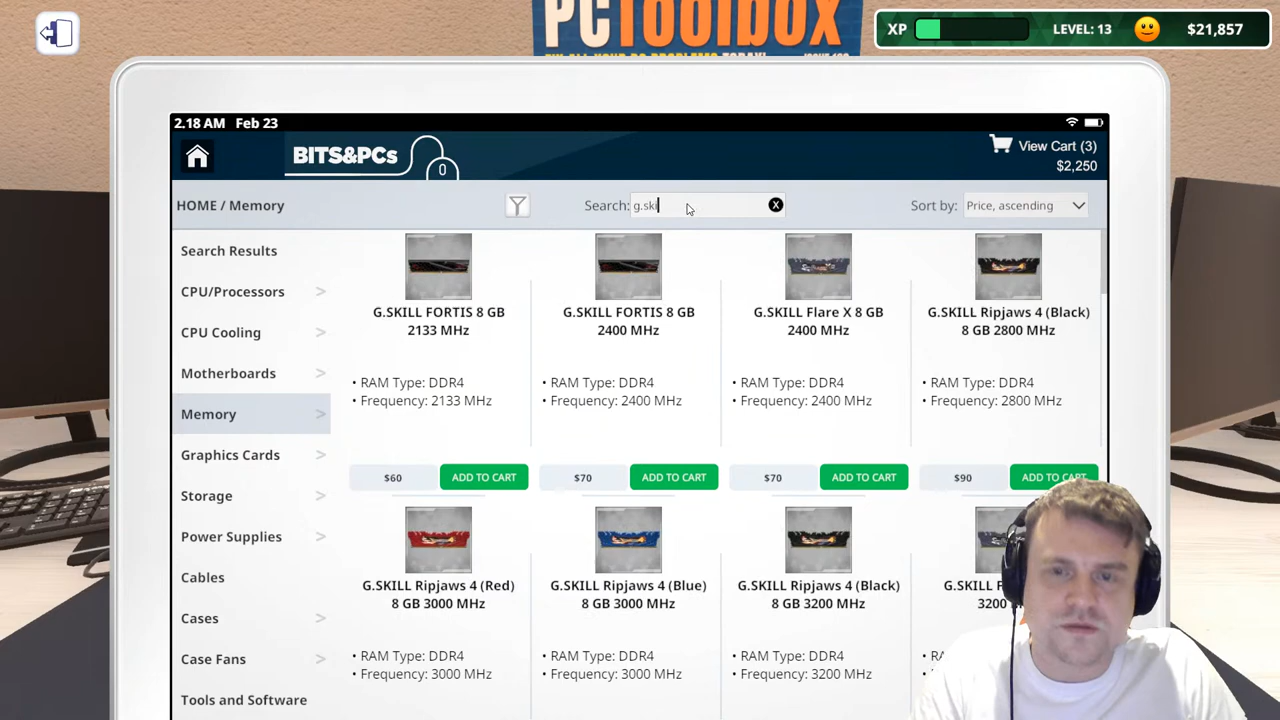 PCToolbox
XP
LEVEL: 13
$21,857
2.18 AM Feb 23
BITS&PCs
0
View Cart (3)
$2,250
HOME / Memory
Search: g.ski
X
Sort by: Price, ascending
Search Results
CPU/Processors >
CPU Cooling >
Motherboards >
Memory >
Graphics Cards >
Storage >
Power Supplies >
Cables
Cases >
Case Fans >
Tools and Software
G.SKILL FORTIS 8 GB
2133 MHz
• RAM Type: DDR4
• Frequency: 2133 MHz
$60 ADD TO CART
G.SKILL FORTIS 8 GB
2400 MHz
• RAM Type: DDR4
• Frequency: 2400 MHz
$70 ADD TO CART
G.SKILL Flare X 8 GB
2400 MHz
• RAM Type: DDR4
• Frequency: 2400 MHz
$70 ADD TO CART
G.SKILL Ripjaws 4 (Black)
8 GB 2800 MHz
• RAM Type: DDR4
• Frequency: 2800 MHz
$90 ADD TO CART
G.SKILL Ripjaws 4 (Red)
8 GB 3000 MHz
• RAM Type: DDR4
• Frequency: 3000 MHz
G.SKILL Ripjaws 4 (Blue)
8 GB 3000 MHz
• RAM Type: DDR4
• Frequency: 3000 MHz
G.SKILL Ripjaws 4 (Black)
8 GB 3200 MHz
• RAM Type: DDR4
• Frequency: 3200 MHz
G.SKILL
3200